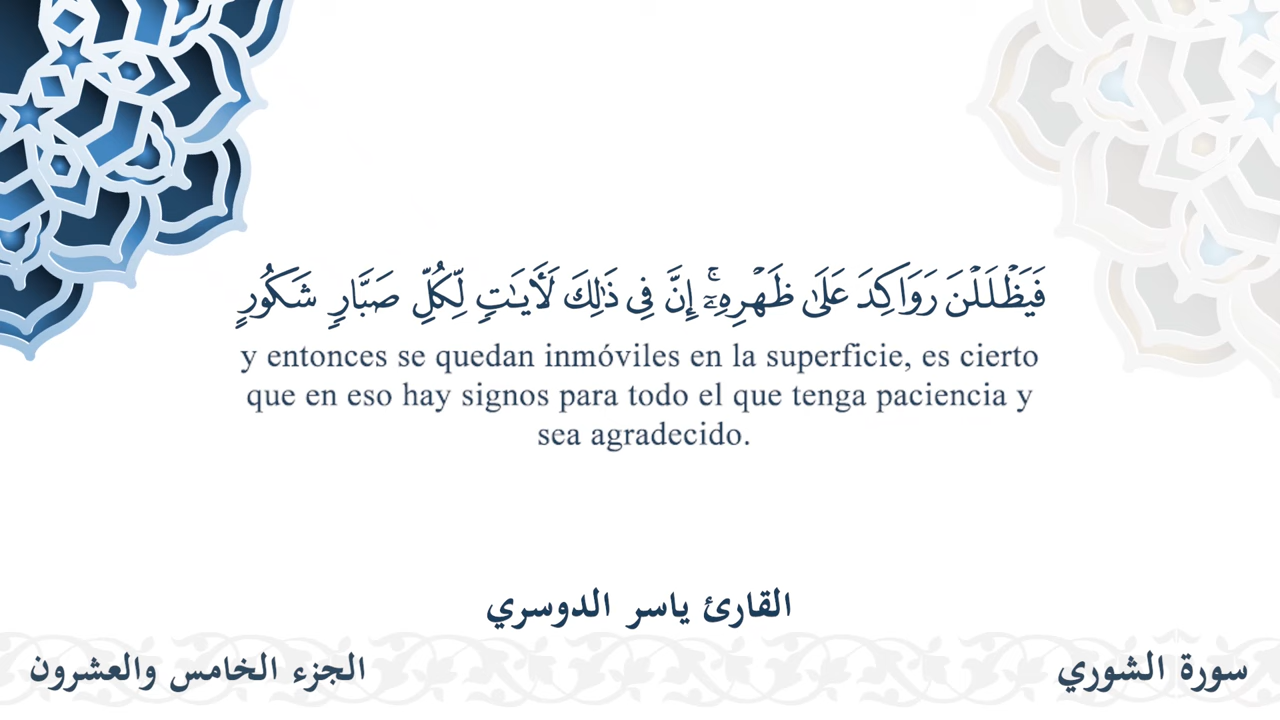 فَيَظْلَلْنَ رَوَاكِدَ عَلَىٰ ظَهْرِهِۦٓ ۚ إِنَّ فِى ذَٰلِكَ لَـَٔايَـٰتٍ لِّكُلِّ صَبَّارٍ شَكُورٍ
y entonces se quedan inmóviles en la superficie, es cierto
que en eso hay signos para todo el que tenga paciencia y
sea agradecido.
القارئ ياسر الدوسري
سورة الشوري
الجزء الخامس والعشرون